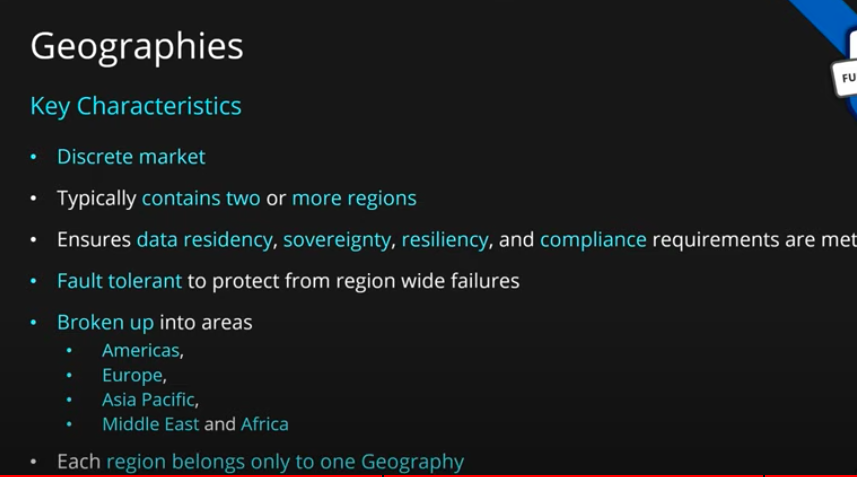 Geographies
FU
Key Characteristics
• Discrete market
• Typically contains two or more regions
• Ensures data residency, sovereignty, resiliency, and compliance requirements are met
• Fault tolerant to protect from region wide failures
• Broken up into areas
• Americas,
• Europe,
• Asia Pacific,
• Middle East and Africa
• Each region belongs only to one Geography